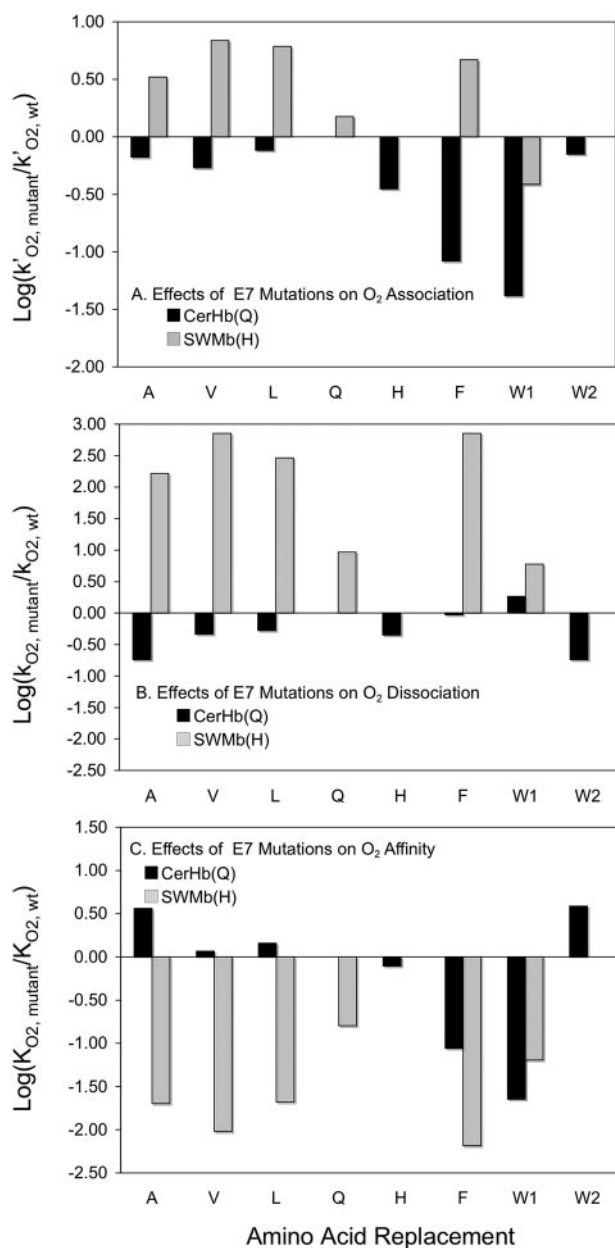 Log(k'O2, mutant/k'O2, wt)
1.00
0.50
0.00
-0.50
-1.00
-1.50
-2.00
A. Effects of E7 Mutations on O2 Association
CerHb(Q)
SWMb(H)
A V L Q H F W1 W2
Log(kO2, mutant/kO2, wt)
3.00
2.50
2.00
1.50
1.00
0.50
0.00
-0.50
-1.00
-1.50
-2.00
-2.50
B. Effects of E7 Mutations on O2 Dissociation
CerHb(Q)
SWMb(H)
A V L Q H F W1 W2
Log(KO2, mutant/KO2, wt)
1.50
1.00
0.50
0.00
-0.50
-1.00
-1.50
-2.00
-2.50
C. Effects of E7 Mutations on O2 Affinity
CerHb(Q)
SWMb(H)
A V L Q H F W1 W2
Amino Acid Replacement